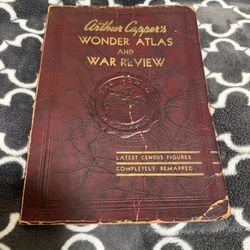 Arthur Capper's
WONDER ATLAS
AND
WAR REVIEW
LATEST CENSUS FIGURES
COMPLETELY REMAPPED